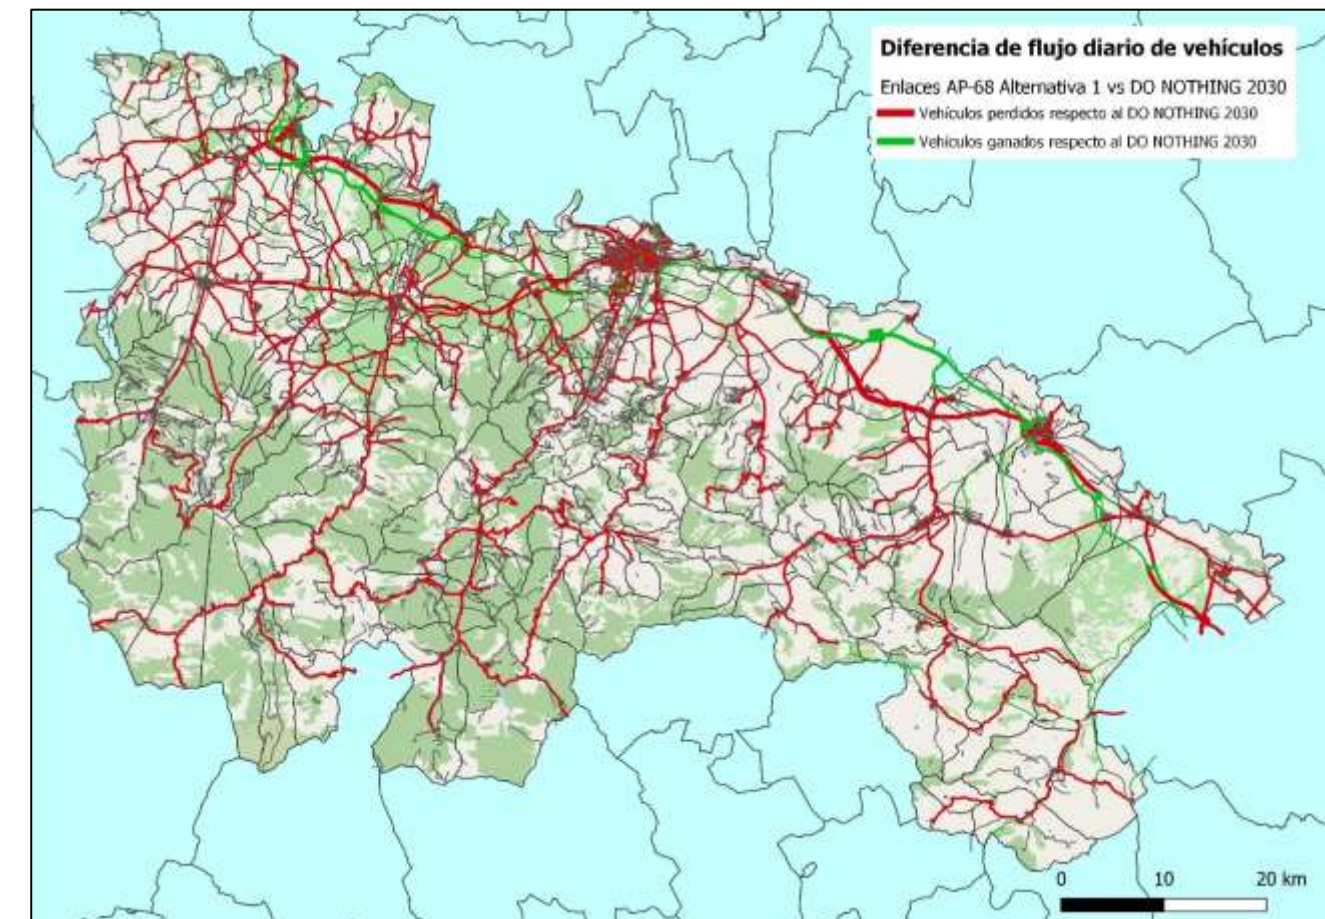 Diferencia de flujo diario de vehículos
Enlaces AP-68 Alternativa 1 vs DO NOTHING 2030
Vehículos perdidos respecto al DO NOTHING 2030
Vehículos ganados respecto al DO NOTHING 2030
0 10 20 km